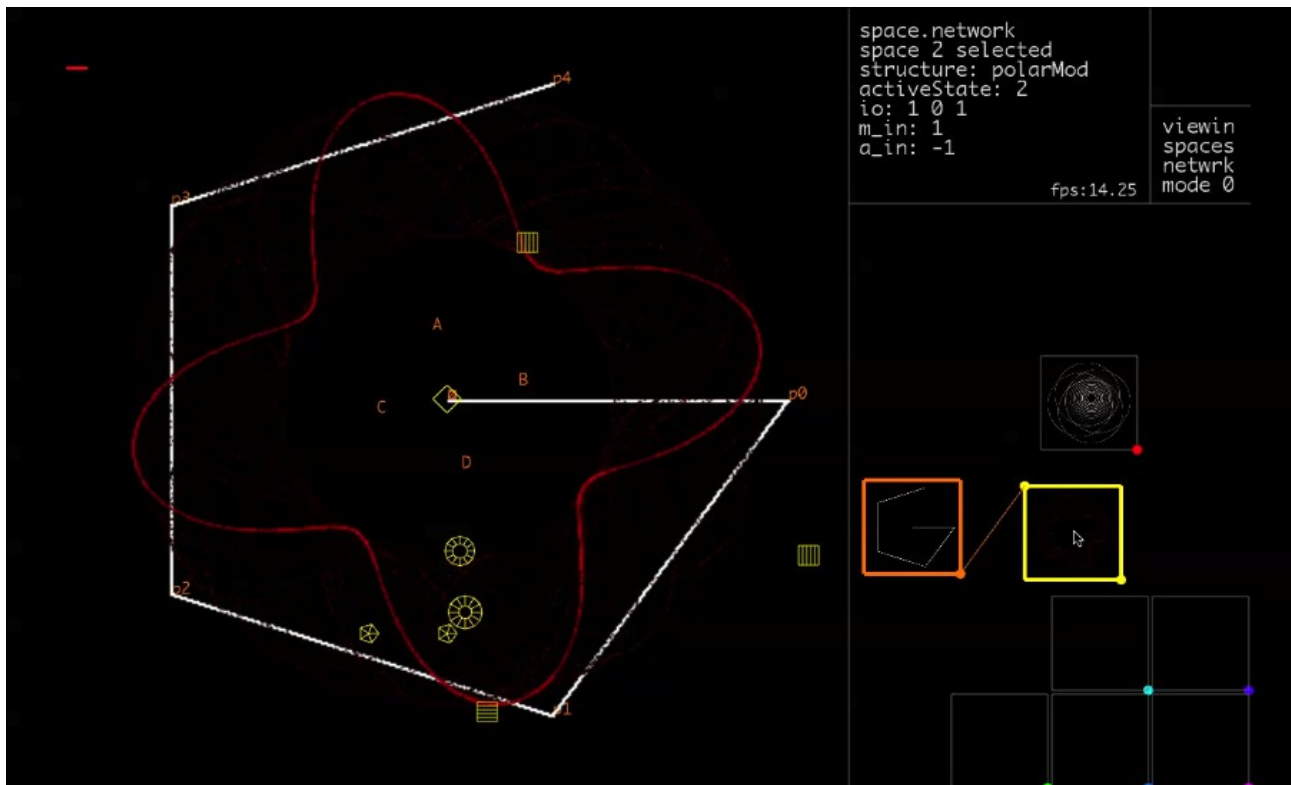 space.network
space 2 selected
structure: polarMod
activeState: 2
io: 1 0 1
m_in: 1
a_in: -1
fps:14.25
viewin
spaces
netwrk
mode 0
p4
p3
A
B
0
p0
C
D
p2
p1